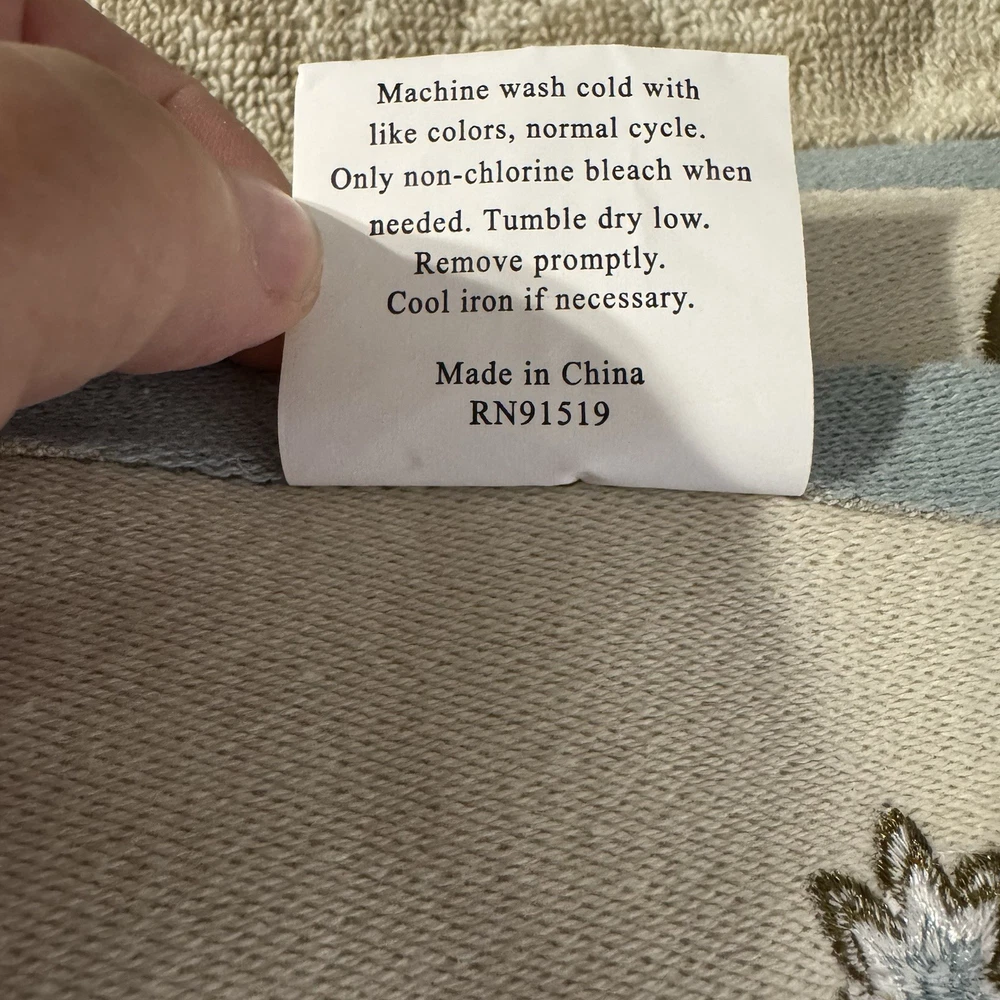 Machine wash cold with
like colors, normal cycle.
Only non-chlorine bleach when
needed. Tumble dry low.
Remove promptly.
Cool iron if necessary.
Made in China
RN91519